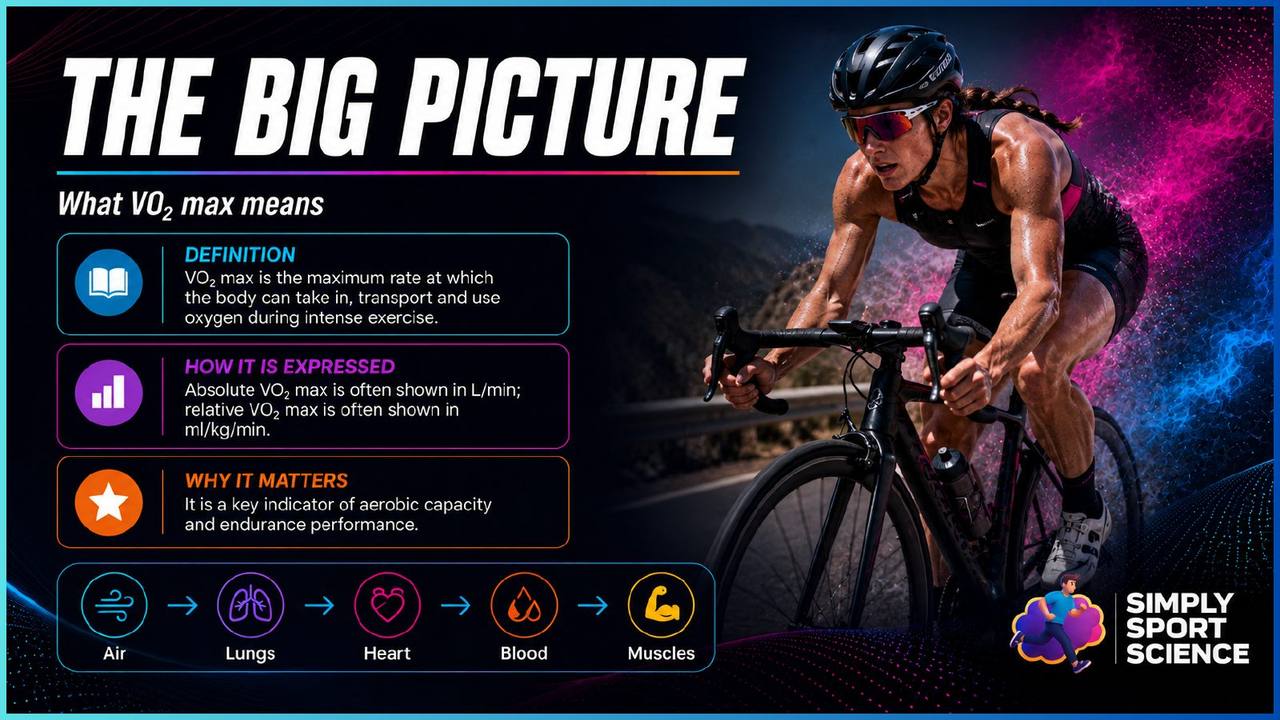 THE BIG PICTURE
What VO₂ max means
DEFINITION
VO₂ max is the maximum rate at which
the body can take in, transport and use
oxygen during intense exercise.
HOW IT IS EXPRESSED
Absolute VO₂ max is often shown in L/min;
relative VO₂ max is often shown in
ml/kg/min.
WHY IT MATTERS
It is a key indicator of aerobic capacity
and endurance performance.
Air
Lungs
Heart
Blood
Muscles
SIMPLY
SPORT
SCIENCE